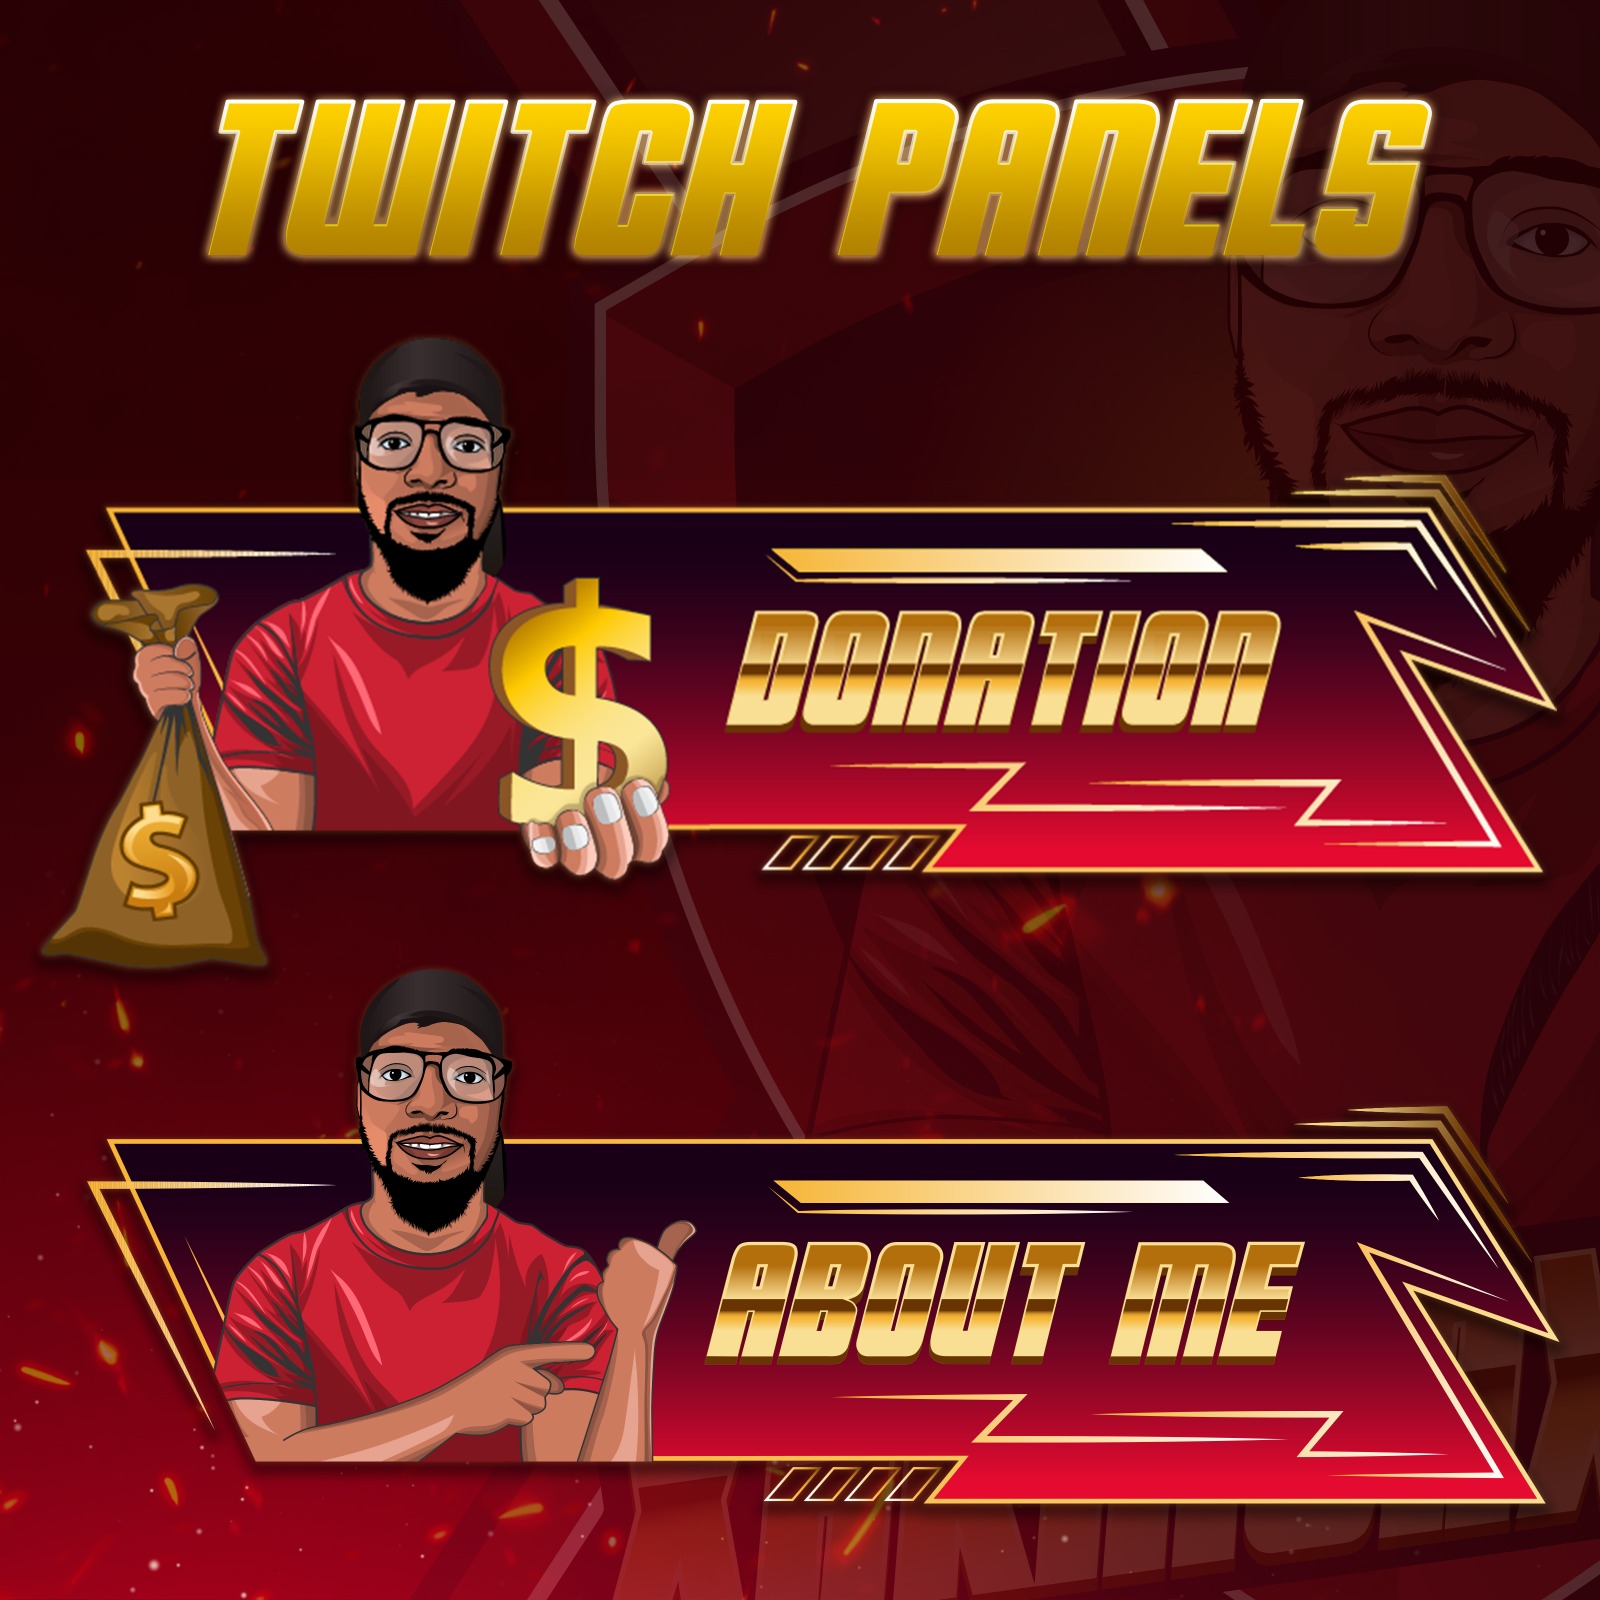 TWITCH PANELS
DONATION
$
$
ABOUT ME